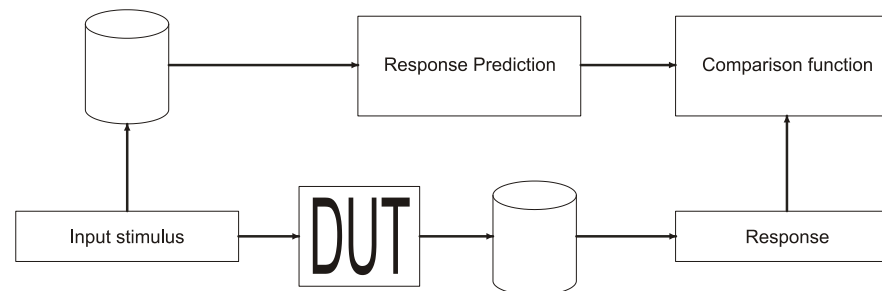 Response Prediction
Comparison function
Input stimulus
DUT
Response